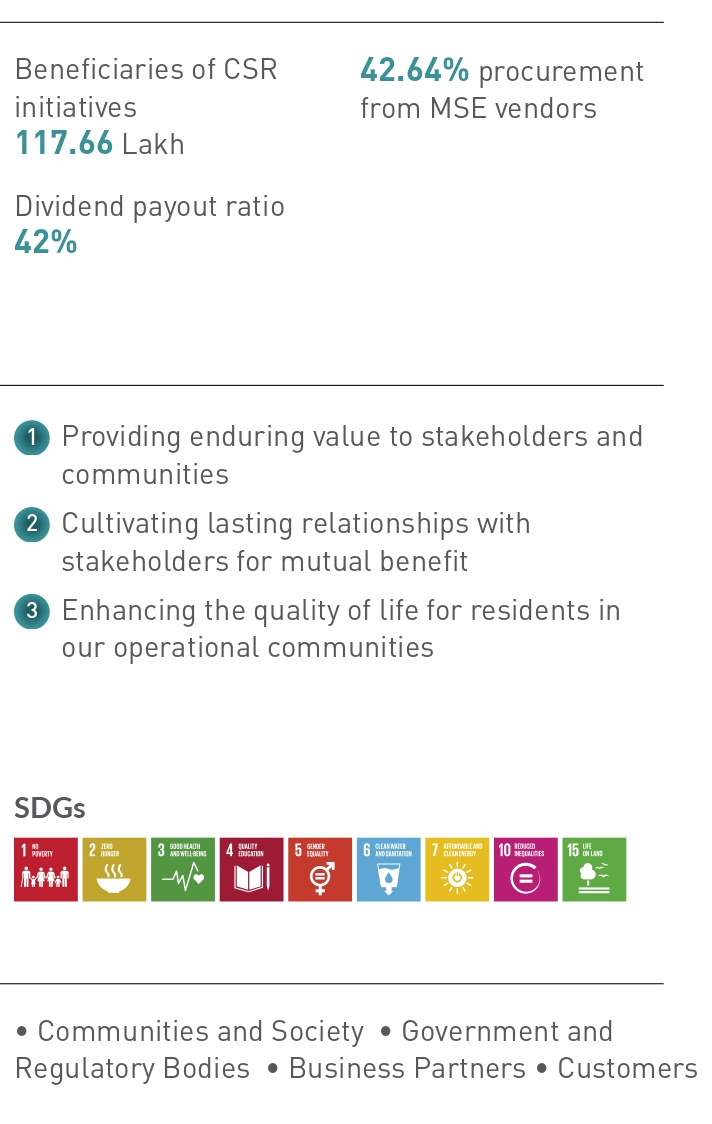 Beneficiaries of CSR
initiatives
117.66 Lakh
Dividend payout ratio
42%
42.64% procurement
from MSE vendors
1 Providing enduring value to stakeholders and
communities
2 Cultivating lasting relationships with
stakeholders for mutual benefit
3 Enhancing the quality of life for residents in
our operational communities
SDGs
1 NO
POVERTY
2 ZERO
HUNGER
3 GOOD HEALTH
AND WELL-BEING
4 QUALITY
EDUCATION
5 GENDER
EQUALITY
6 CLEAN WATER
AND SANITATION
7 AFFORDABLE AND
CLEAN ENERGY
10 REDUCED
INEQUALITIES
15 LIFE
ON LAND
• Communities and Society • Government and
Regulatory Bodies • Business Partners • Customers